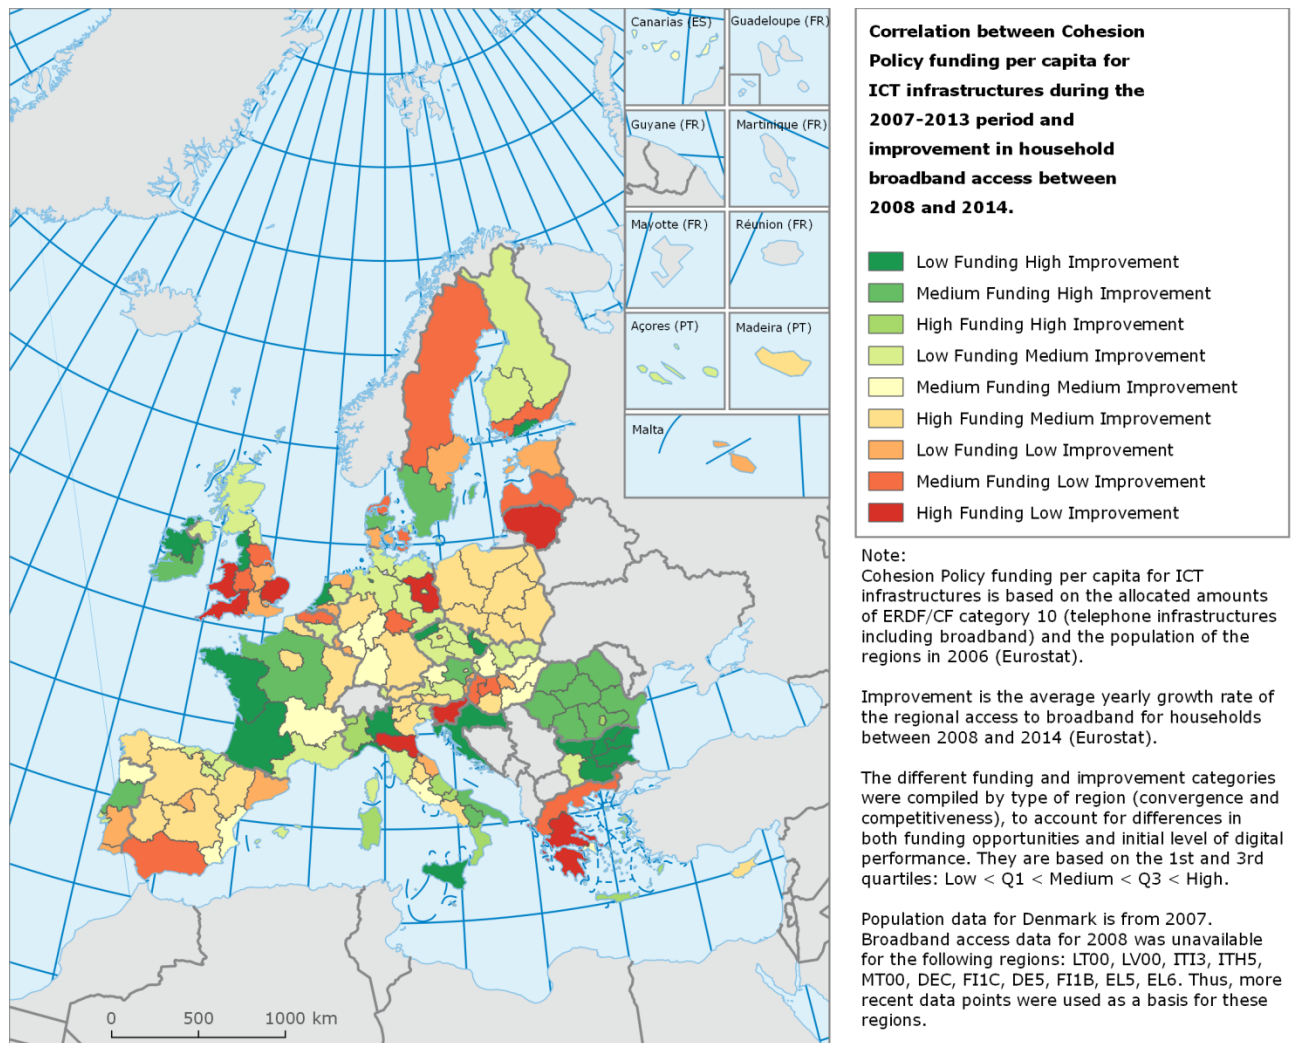 Canarias (ES)
Guadeloupe (FR)
Guyane (FR)
Martinique (FR)
Mayotte (FR)
Réunion (FR)
Açores (PT)
Madeira (PT)
Malta
0 500 1000 km
Correlation between Cohesion
Policy funding per capita for
ICT infrastructures during the
2007-2013 period and
improvement in household
broadband access between
2008 and 2014.
Low Funding High Improvement
Medium Funding High Improvement
High Funding High Improvement
Low Funding Medium Improvement
Medium Funding Medium Improvement
High Funding Medium Improvement
Low Funding Low Improvement
Medium Funding Low Improvement
High Funding Low Improvement
Note:
Cohesion Policy funding per capita for ICT
infrastructures is based on the allocated amounts
of ERDF/CF category 10 (telephone infrastructures
including broadband) and the population of the
regions in 2006 (Eurostat).
Improvement is the average yearly growth rate of
the regional access to broadband for households
between 2008 and 2014 (Eurostat).
The different funding and improvement categories
were compiled by type of region (convergence and
competitiveness), to account for differences in
both funding opportunities and initial level of digital
performance. They are based on the 1st and 3rd
quartiles: Low < Q1 < Medium < Q3 < High.
Population data for Denmark is from 2007.
Broadband access data for 2008 was unavailable
for the following regions: LT00, LV00, ITI3, ITH5,
MT00, DEC, FI1C, DE5, FI1B, EL5, EL6. Thus, more
recent data points were used as a basis for these
regions.